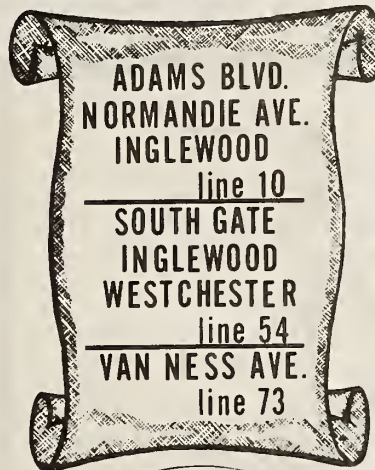 ADAMS BLVD.
NORMANDIE AVE.
INGLEWOOD
line 10
SOUTH GATE
INGLEWOOD
WESTCHESTER
line 54
VAN NESS AVE.
line 73